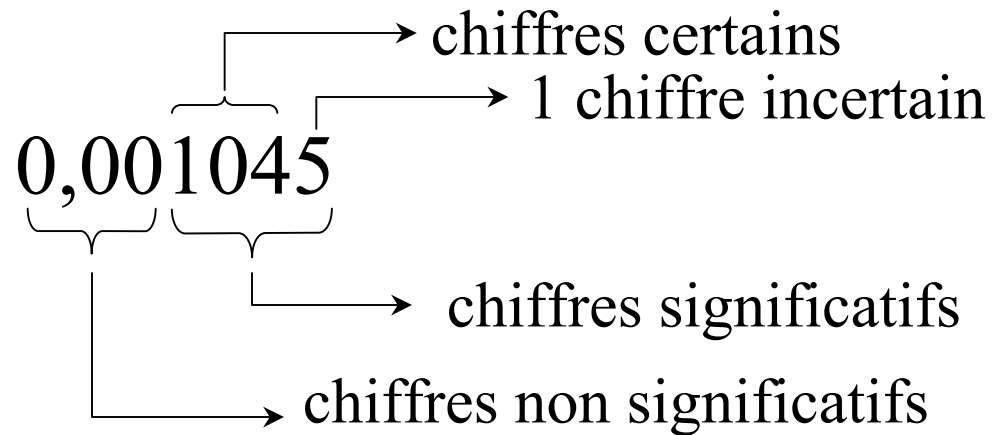 chiffres certains
1 chiffre incertain
0,001045
chiffres significatifs
chiffres non significatifs